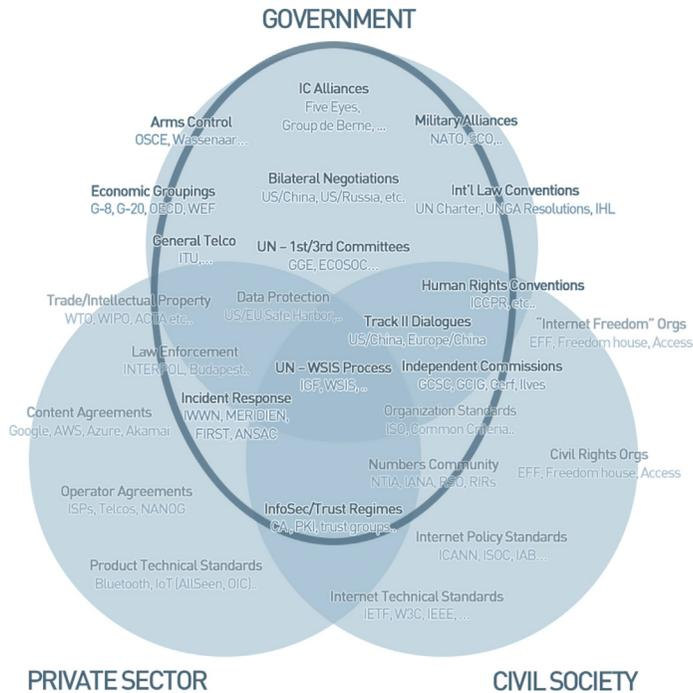 GOVERNMENT
IC Alliances
Five Eyes,
Group de Berne, ...
Arms Control
OSCE, Wassenaar...
Military Alliances
NATO, SCO,..
Bilateral Negotiations
US/China, US/Russia, etc.
Economic Groupings
G-8, G-20, OECD, WEF
Int'l Law Conventions
UN Charter, UNGA Resolutions, IHL
General Telco
ITU,...
UN – 1st/3rd Committees
GGE, ECOSOC...
Human Rights Conventions
ICCPR, etc..
Trade/Intellectual Property
WTO, WIPO, ACTA etc..
Data Protection
US/EU Safe Harbor,..
Track II Dialogues
US/China, Europe/China
"Internet Freedom" Orgs
EFF, Freedom house, Access
Law Enforcement
INTERPOL, Budapest..
UN – WSIS Process
IGF, WSIS, ..
Independent Commissions
GCSC, GCIG, Cerf, Ilves
Incident Response
IWWN, MERIDIEN,
FIRST, ANSAC
Content Agreements
Google, AWS, Azure, Akamai
Organization Standards
ISO, Common Criteria..
Numbers Community
NTIA, IANA, RSO, RIRs
Civil Rights Orgs
EFF, Freedom house, Access
Operator Agreements
ISPs, Telcos, NANOG
InfoSec/Trust Regimes
CA, PKI, trust groups..
Internet Policy Standards
ICANN, ISOC, IAB...
Product Technical Standards
Bluetooth, IoT (AllSeen, OIC)..
Internet Technical Standards
IETF, W3C, IEEE, ...
PRIVATE SECTOR
CIVIL SOCIETY